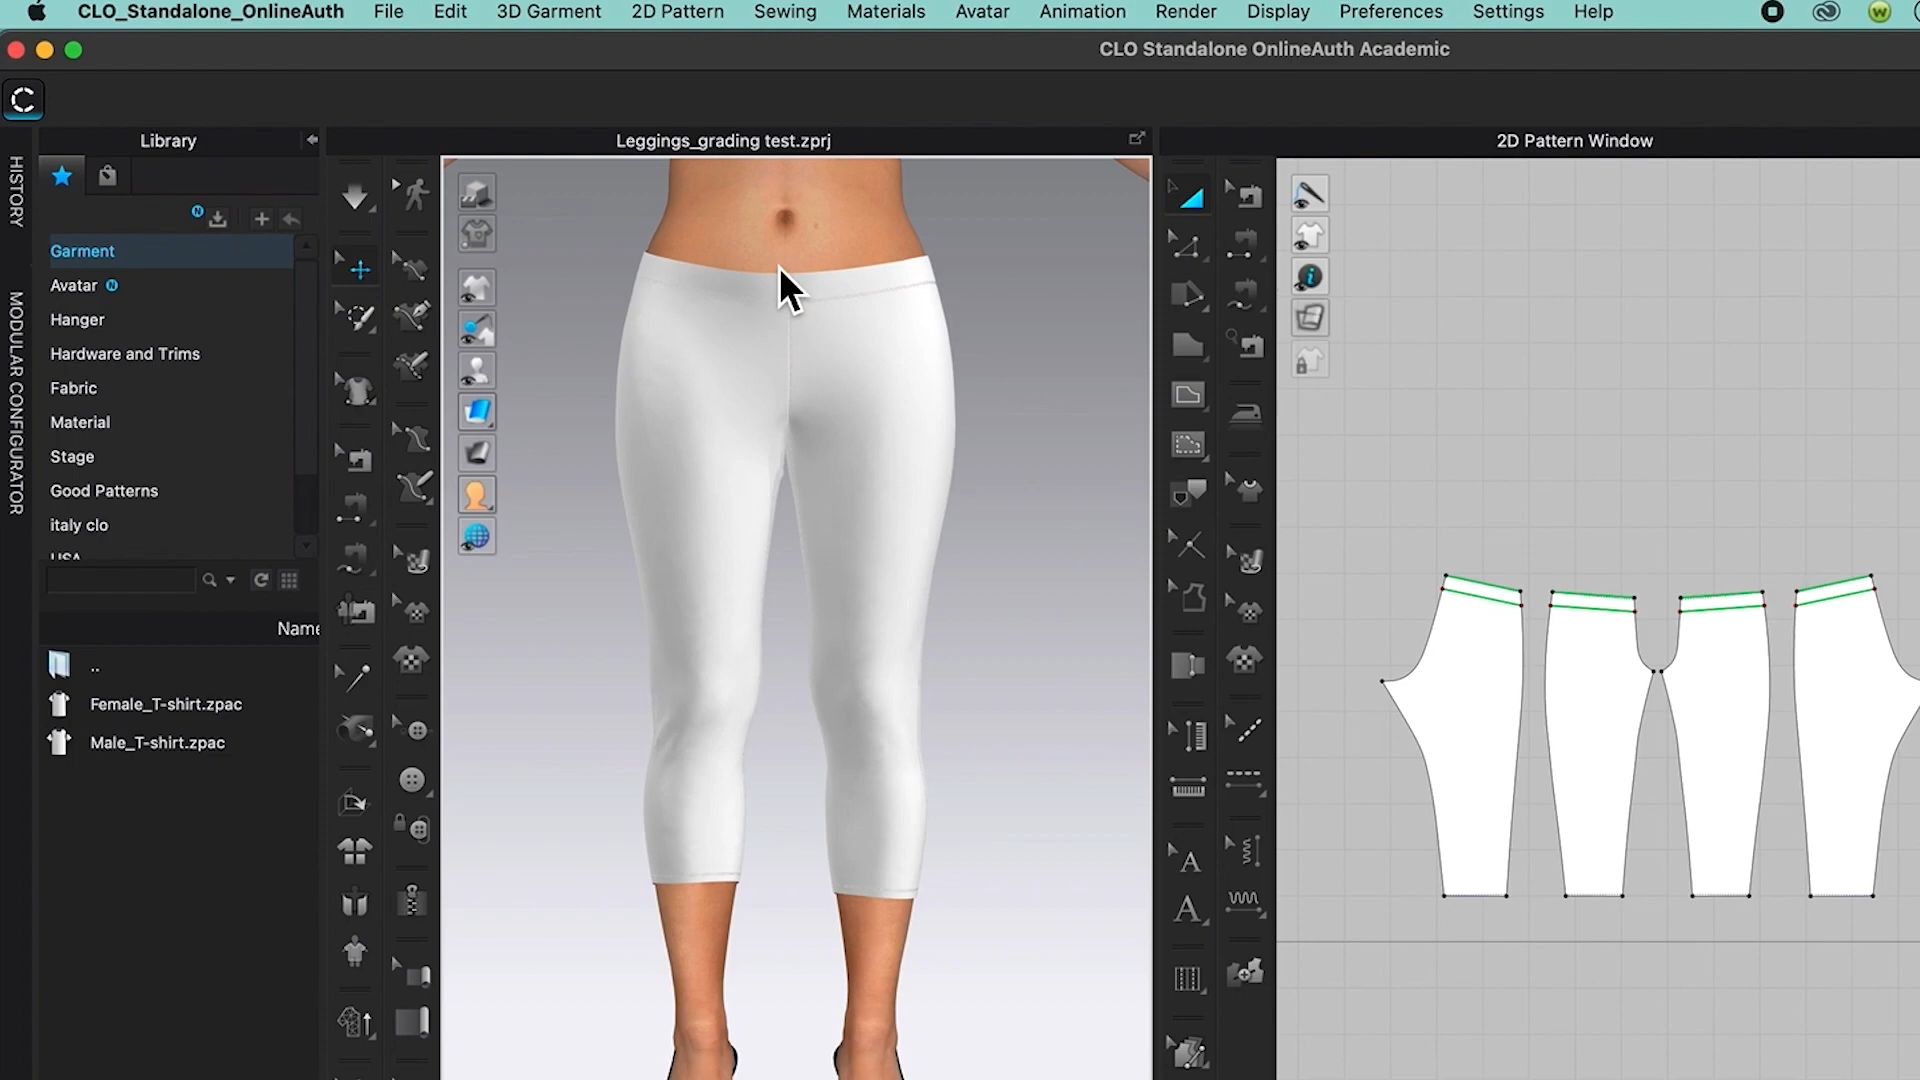 CLO_Standalone_OnlineAuth File Edit 3D Garment 2D Pattern Sewing Materials Avatar Animation Render Display Preferences Settings Help
CLO Standalone OnlineAuth Academic
Library
Leggings_grading test.zprj
2D Pattern Window
HISTORY
MODULAR CONFIGURATOR
Garment
Avatar N
Hanger
Hardware and Trims
Fabric
Material
Stage
Good Patterns
italy clo
USA
Name
..
Female_T-shirt.zpac
Male_T-shirt.zpac